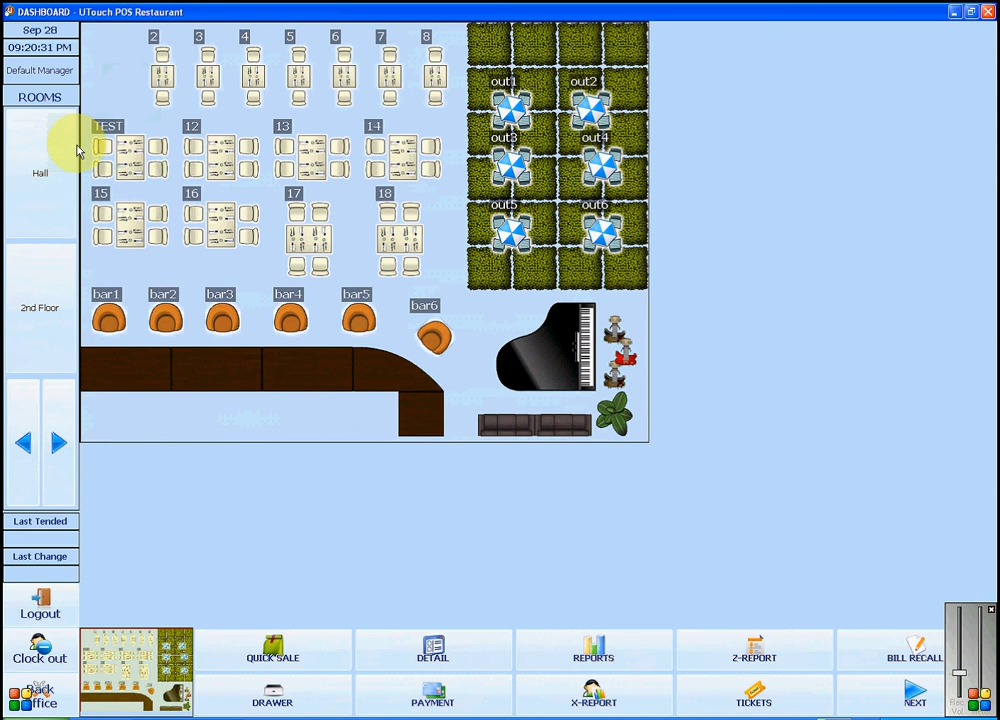 DASHBOARD - UTouch POS Restaurant
Sep 28
09:20:31 PM
Default Manager
ROOMS
Hall
2nd Floor
Last Tended
Last Change
Logout
Clock out
Back
Office
2 3 4 5 6 7 8
TEST 12 13 14
15 16 17 18
bar1 bar2 bar3 bar4 bar5 bar6
out1 out2
out3 out4
out5 out6
QUICK SALE DETAIL REPORTS Z-REPORT BILL RECALL
DRAWER PAYMENT X-REPORT TICKETS NEXT
Rec
Vol